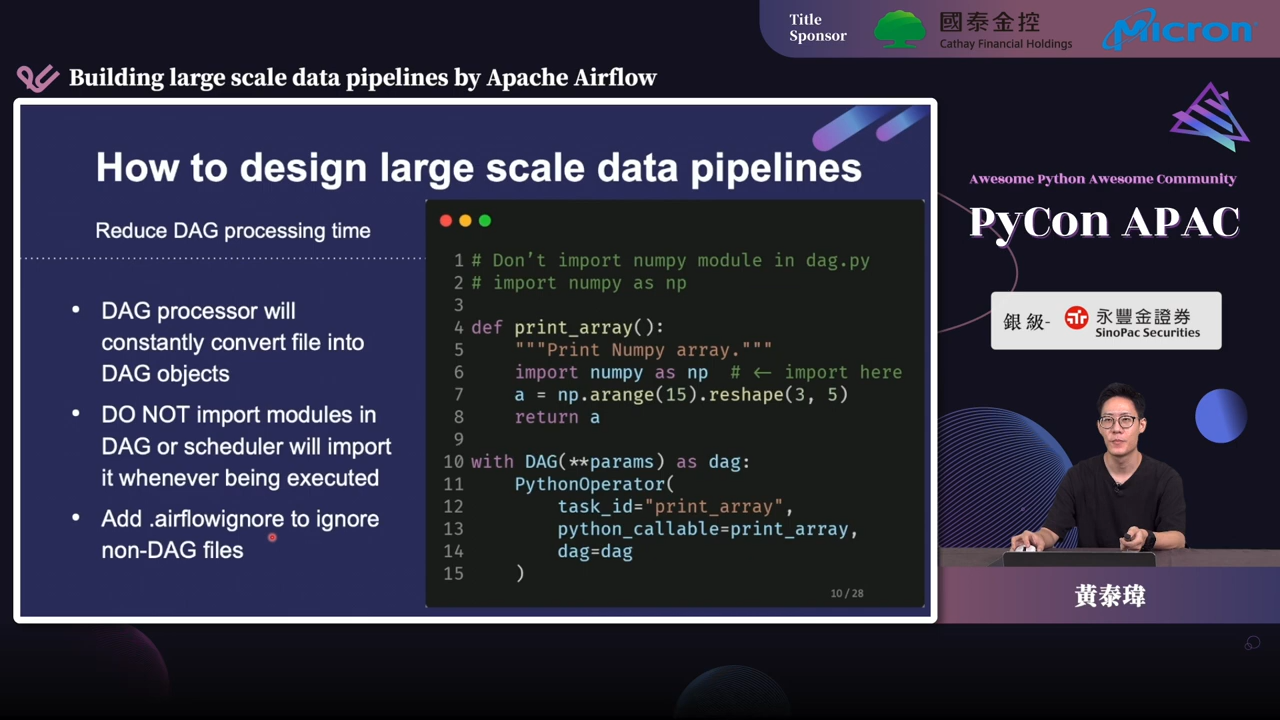 Title
Sponsor
國泰金控
Cathay Financial Holdings
Micron
Building large scale data pipelines by Apache Airflow
How to design large scale data pipelines
Reduce DAG processing time
• DAG processor will
constantly convert file into
DAG objects
• DO NOT import modules in
DAG or scheduler will import
it whenever being executed
• Add .airflowignore to ignore
non-DAG files
1 # Don’t import numpy module in dag.py
2 # import numpy as np
3
4 def print_array():
5     """Print Numpy array."""
6     import numpy as np  # <- import here
7     a = np.arange(15).reshape(3, 5)
8     return a
9
10 with DAG(**params) as dag:
11     PythonOperator(
12         task_id="print_array",
13         python_callable=print_array,
14         dag=dag
15     )
10 / 28
Awesome Python Awesome Community
PyCon APAC
銀級-
永豐金證券
SinoPac Securities
黃泰瑋